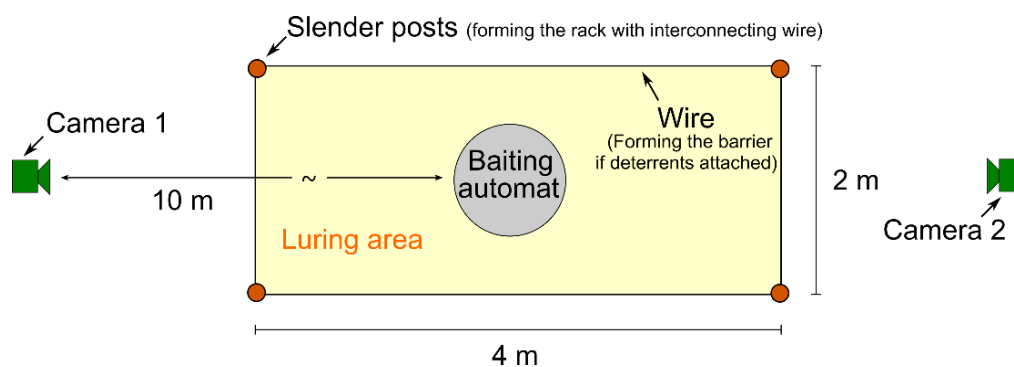 Slender posts (forming the rack with interconnecting wire)
Camera 1
Wire
(Forming the barrier
if deterrents attached)
Baiting
automat
~
10 m
2 m
Luring area
Camera 2
4 m